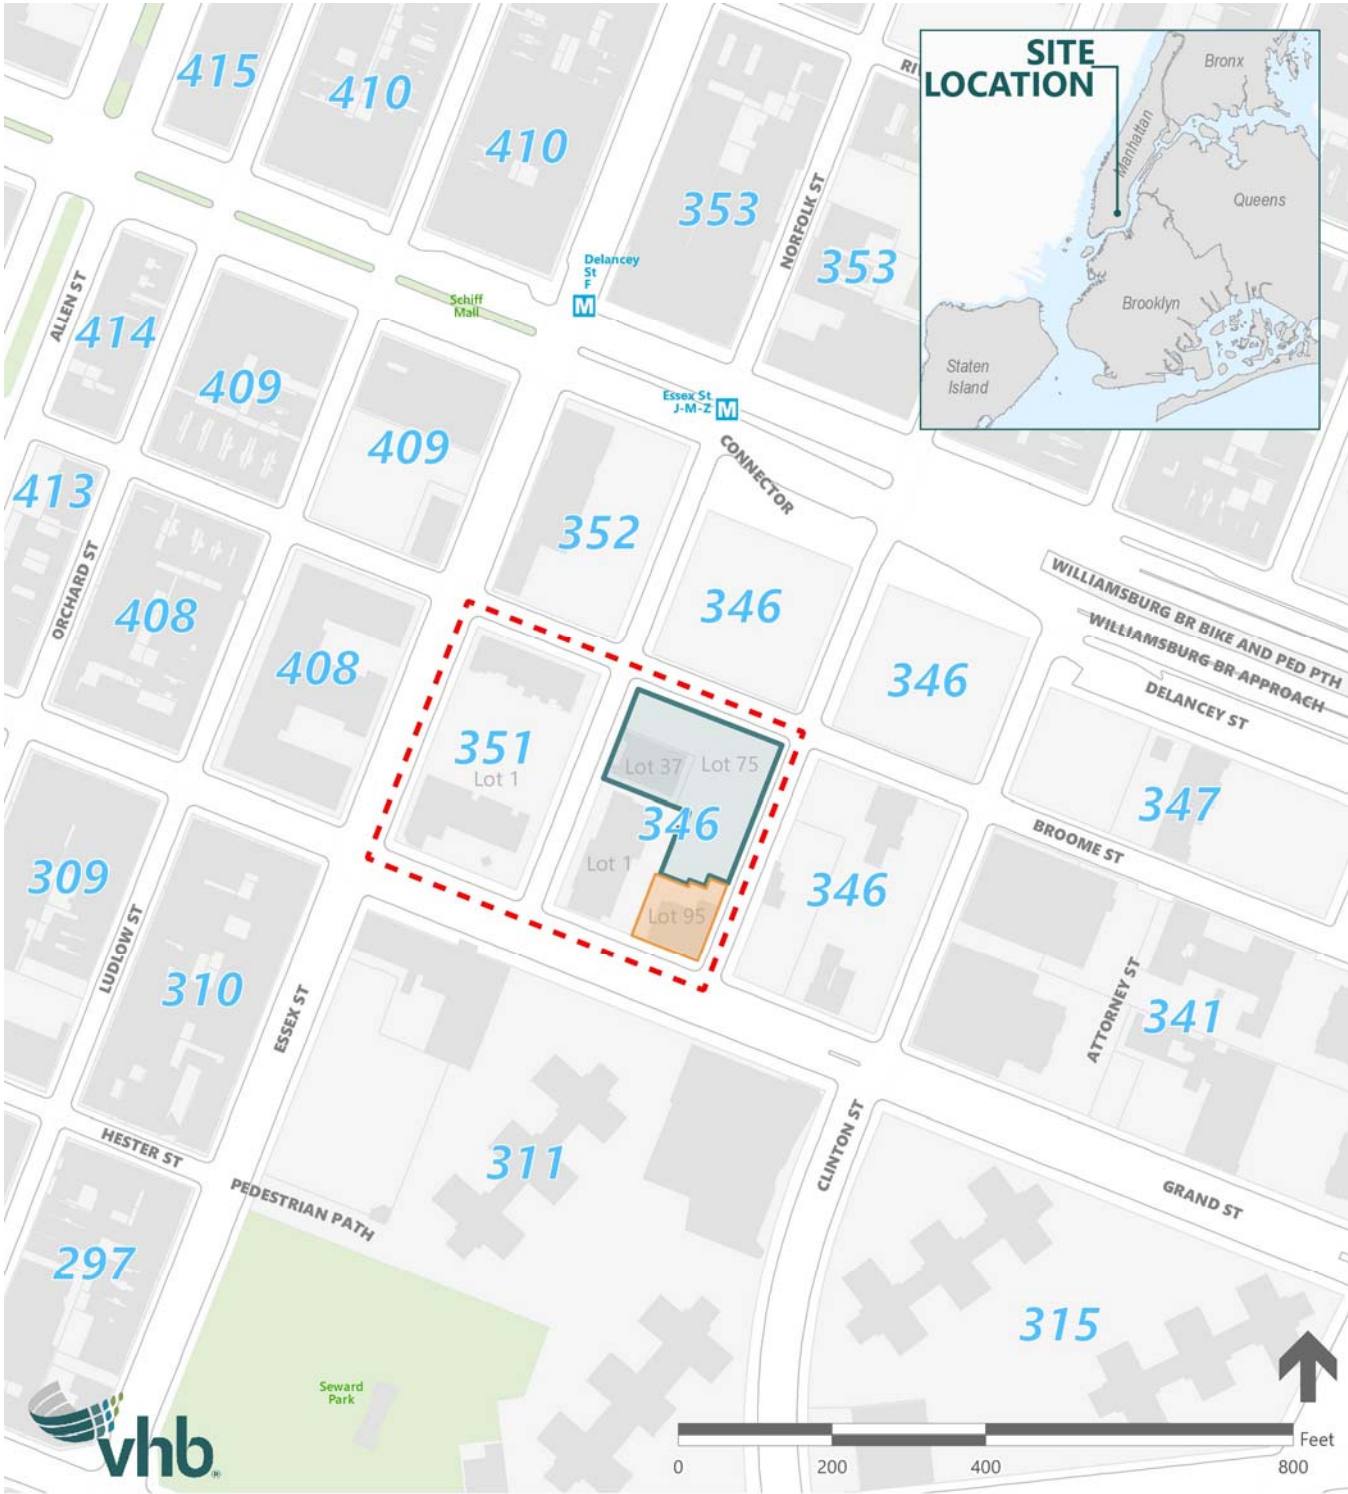 415
410
410
353
RI
SITE
LOCATION
Bronx
Manhattan
Queens
Brooklyn
Staten
Island
NORFOLK ST
353
Delancey
St
F
M
Schiff
Mall
ALLEN ST
414
409
409
Essex St
J-M-Z
M
CONNECTOR
413
352
ORCHARD ST
408
408
346
346
WILLIAMSBURG BR BIKE AND PED PTH
WILLIAMSBURG BR APPROACH
DELANCEY ST
351
Lot 1
Lot 37
Lot 75
346
Lot 1
Lot 95
346
347
BROOME ST
309
LUDLOW ST
310
ESSEX ST
ATTORNEY ST
341
HESTER ST
PEDESTRIAN PATH
311
CLINTON ST
GRAND ST
297
315
Seward
Park
vhb®
0
200
400
800
Feet